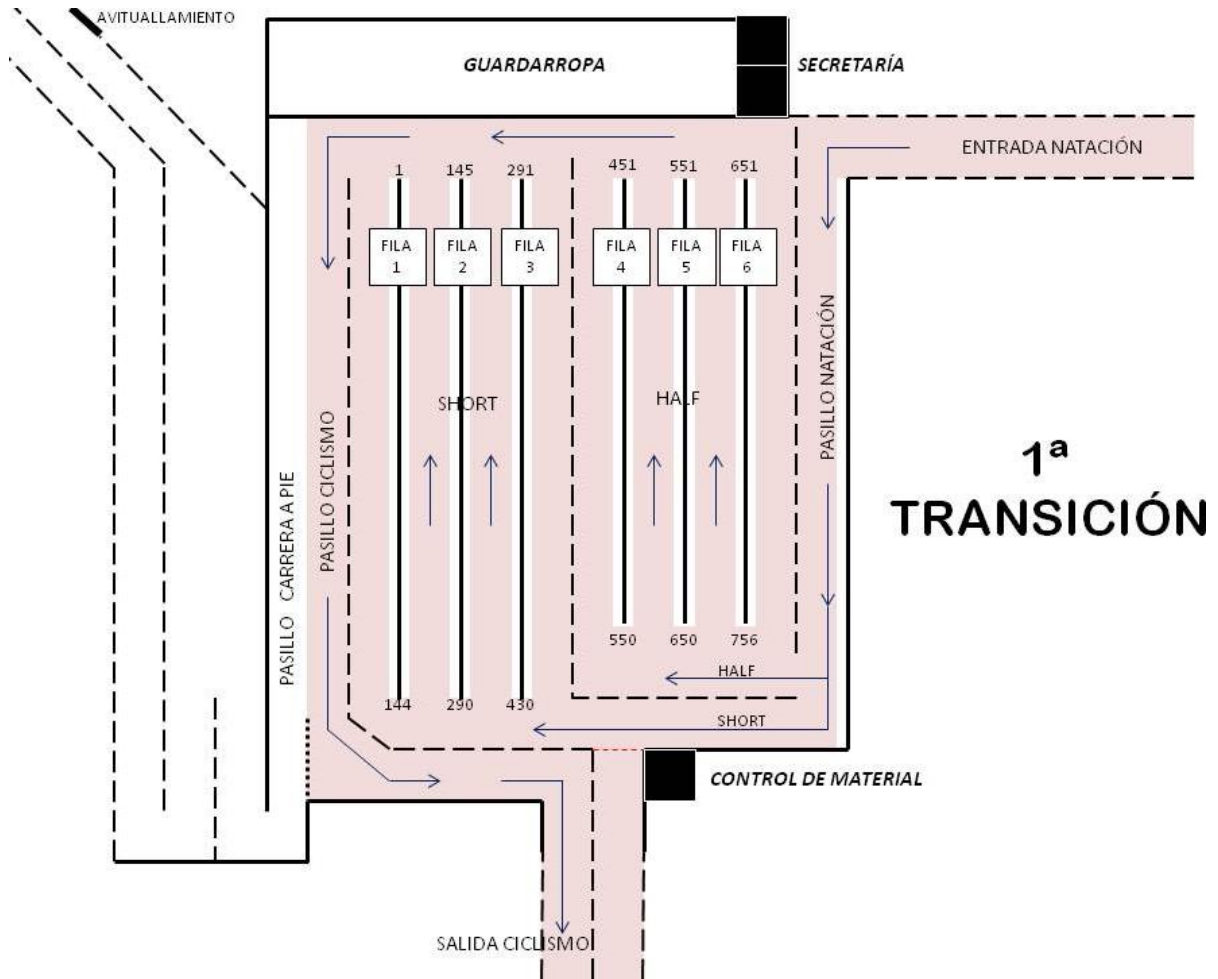 AVITUALLAMIENTO
GUARDARROPA
SECRETARÍA
ENTRADA NATACIÓN
1
145
291
451
551
651
FILA
1
FILA
2
FILA
3
FILA
4
FILA
5
FILA
6
SHORT
HALF
PASILLO NATACIÓN
PASILLO CICLISMO
PASILLO CARRERA A PIE
1ª
TRANSICIÓN
550
650
756
HALF
144
290
430
SHORT
CONTROL DE MATERIAL
SALIDA CICLISMO